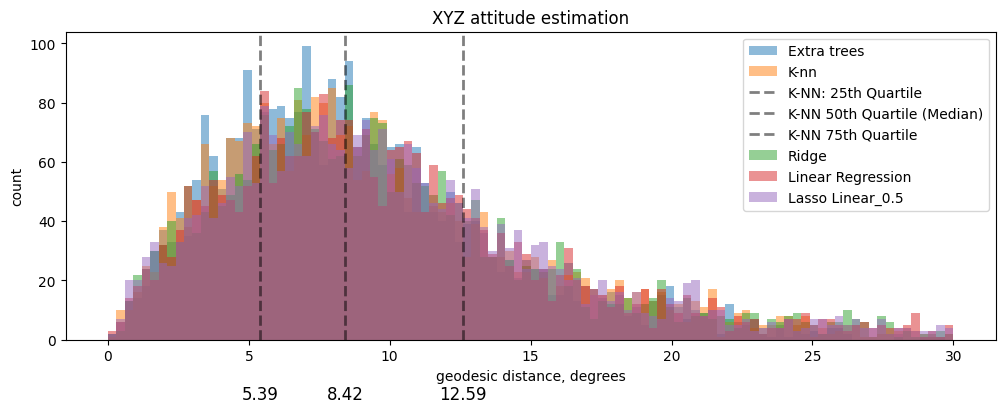 XYZ attitude estimation
100
80
60
40
20
0
count
Extra trees
K-nn
K-NN: 25th Quartile
K-NN 50th Quartile (Median)
K-NN 75th Quartile
Ridge
Linear Regression
Lasso Linear_0.5
0 5 10 15 20 25 30
geodesic distance, degrees
5.39 8.42 12.59